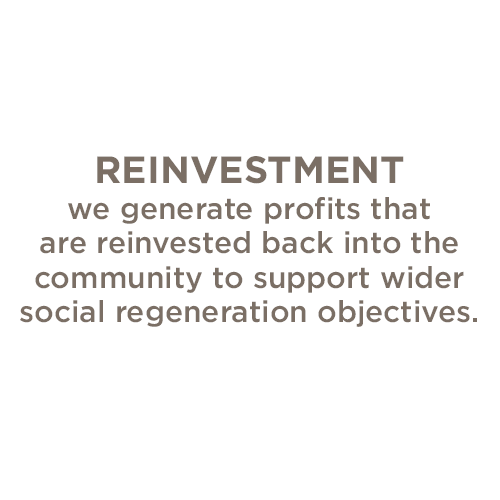 REINVESTMENT
we generate profits that
are reinvested back into the
community to support wider
social regeneration objectives.